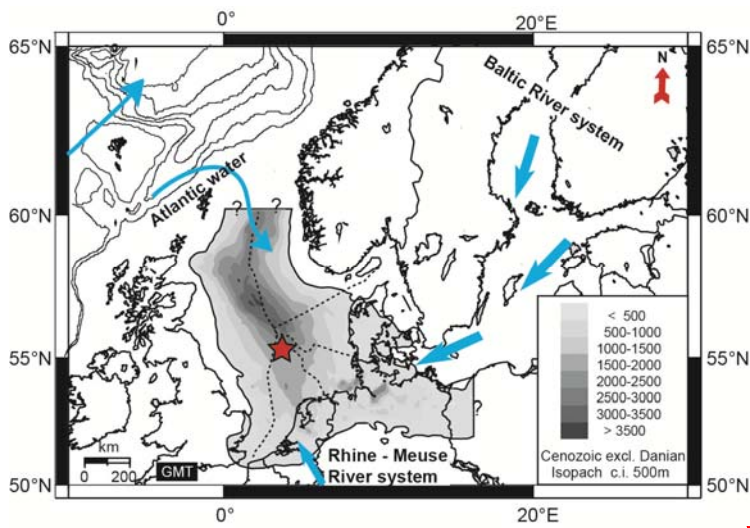 0°
20°E
65°N
65°N
N
Baltic River system
Atlantic water
60°N
? ?
60°N
< 500
500-1000
1000-1500
1500-2000
2000-2500
2500-3000
3000-3500
> 3500
55°N
55°N
km
0 200
GMT
Rhine - Meuse
River system
Cenozoic excl. Danian
Isopach c.i. 500m
50°N
50°N
0°
20°E